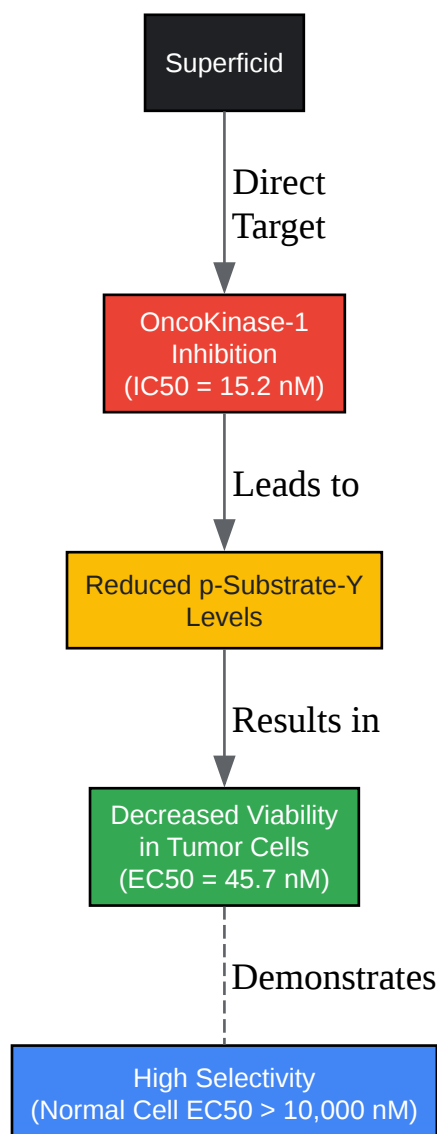 Superficid
Direct
Target
OncoKinase-1
Inhibition
(IC50 = 15.2 nM)
Leads to
Reduced p-Substrate-Y
Levels
Results in
Decreased Viability
in Tumor Cells
(EC50 = 45.7 nM)
Demonstrates
High Selectivity
(Normal Cell EC50 > 10,000 nM)